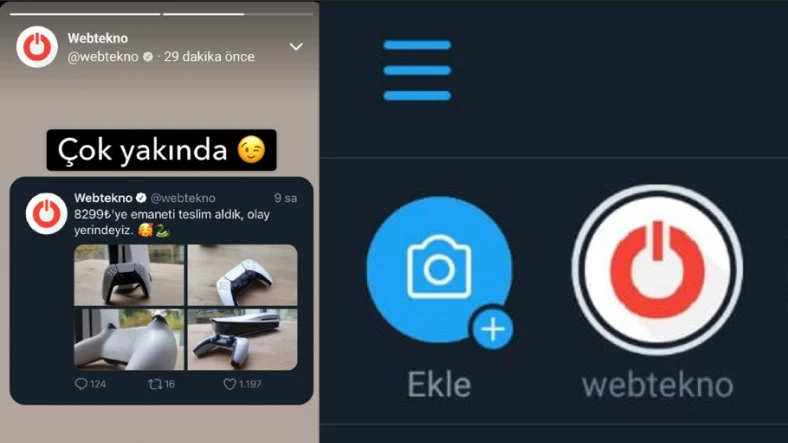 Webtekno
@webtekno · 29 dakika önce
Çok yakında 😉
Webtekno @webtekno 9 sa
8299₺'ye emaneti teslim aldık, olay
yerindeyiz. 🥰🐍
124 16 1.197
Ekle
webtekno